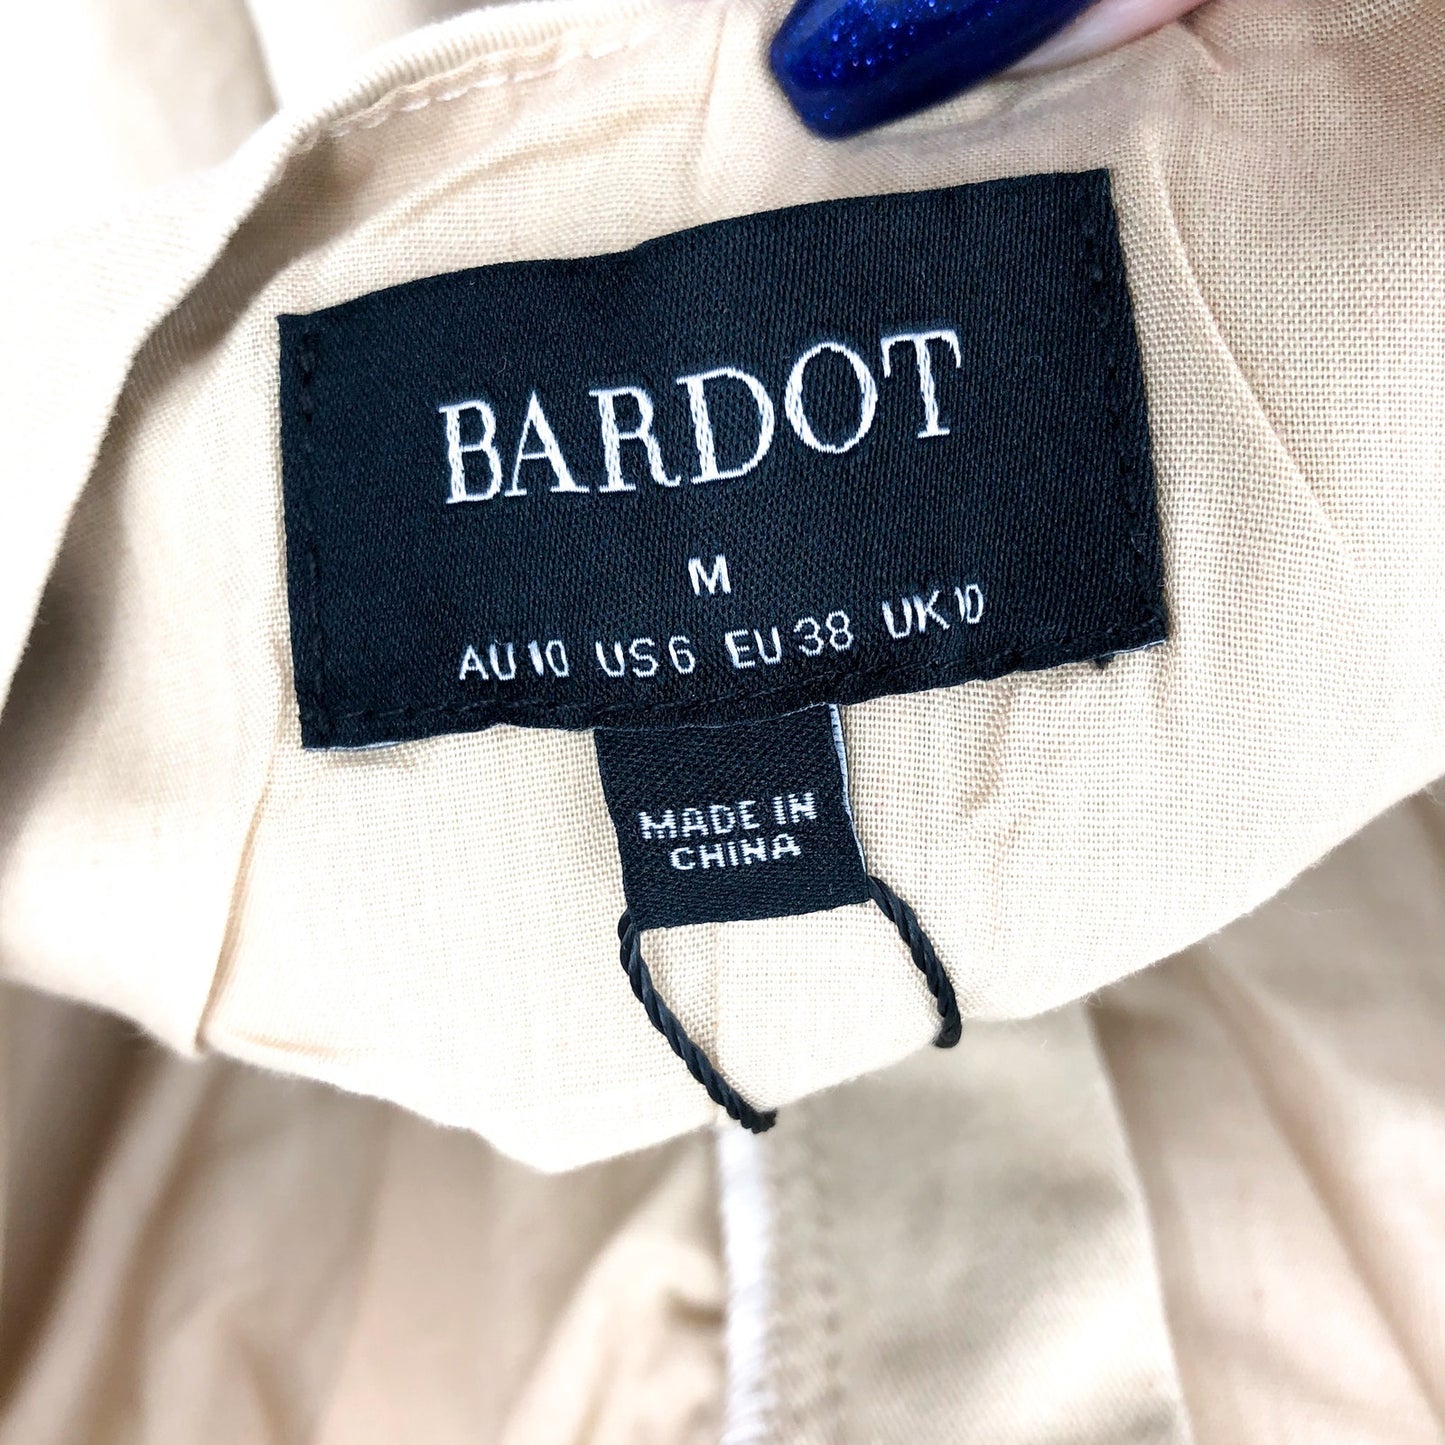 BARDOT
M
AU 10 US 6 EU 38 UK 10
MADE IN
CHINA